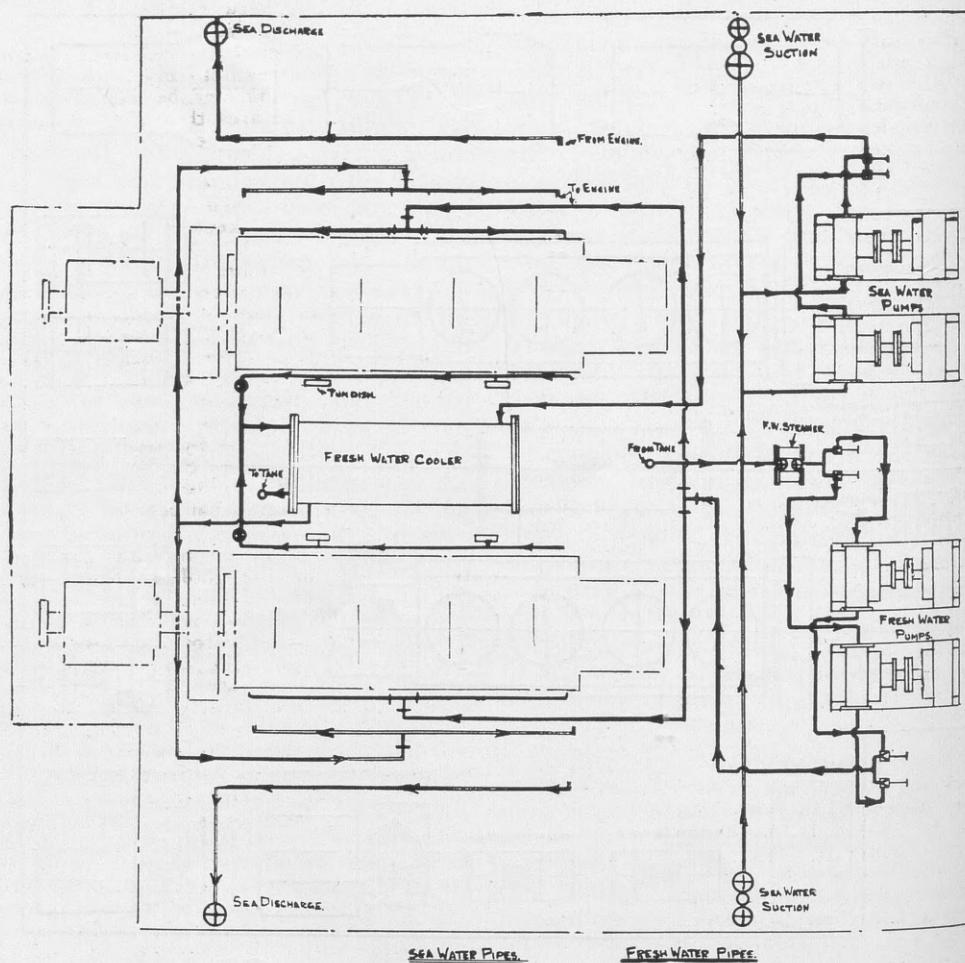 SEA DISCHARGE
SEA WATER
SUCTION
FROM ENGINE.
TO ENGINE
SEA WATER
PUMPS
TUNDISH.
FRESH WATER COOLER
FROM TANK
F.W. STRAINER
TO TANK
FRESH WATER
PUMPS.
SEA DISCHARGE.
SEA WATER
SUCTION
SEA WATER PIPES.
FRESH WATER PIPES.